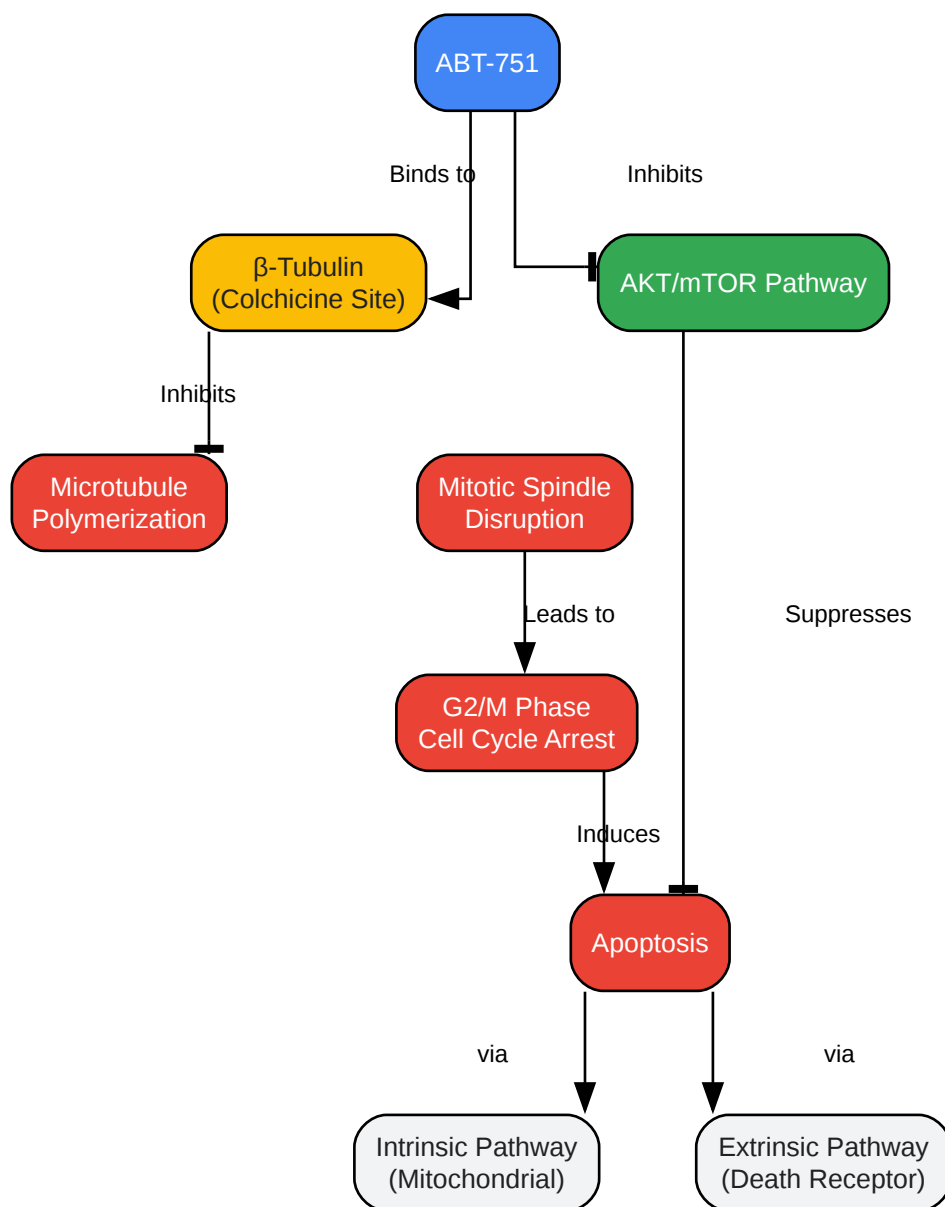 ABT-751
Binds to
Inhibits
β-Tubulin
(Colchicine Site)
AKT/mTOR Pathway
Inhibits
Microtubule
Polymerization
Mitotic Spindle
Disruption
Leads to
Suppresses
G2/M Phase
Cell Cycle Arrest
Induces
Apoptosis
via
via
Intrinsic Pathway
(Mitochondrial)
Extrinsic Pathway
(Death Receptor)